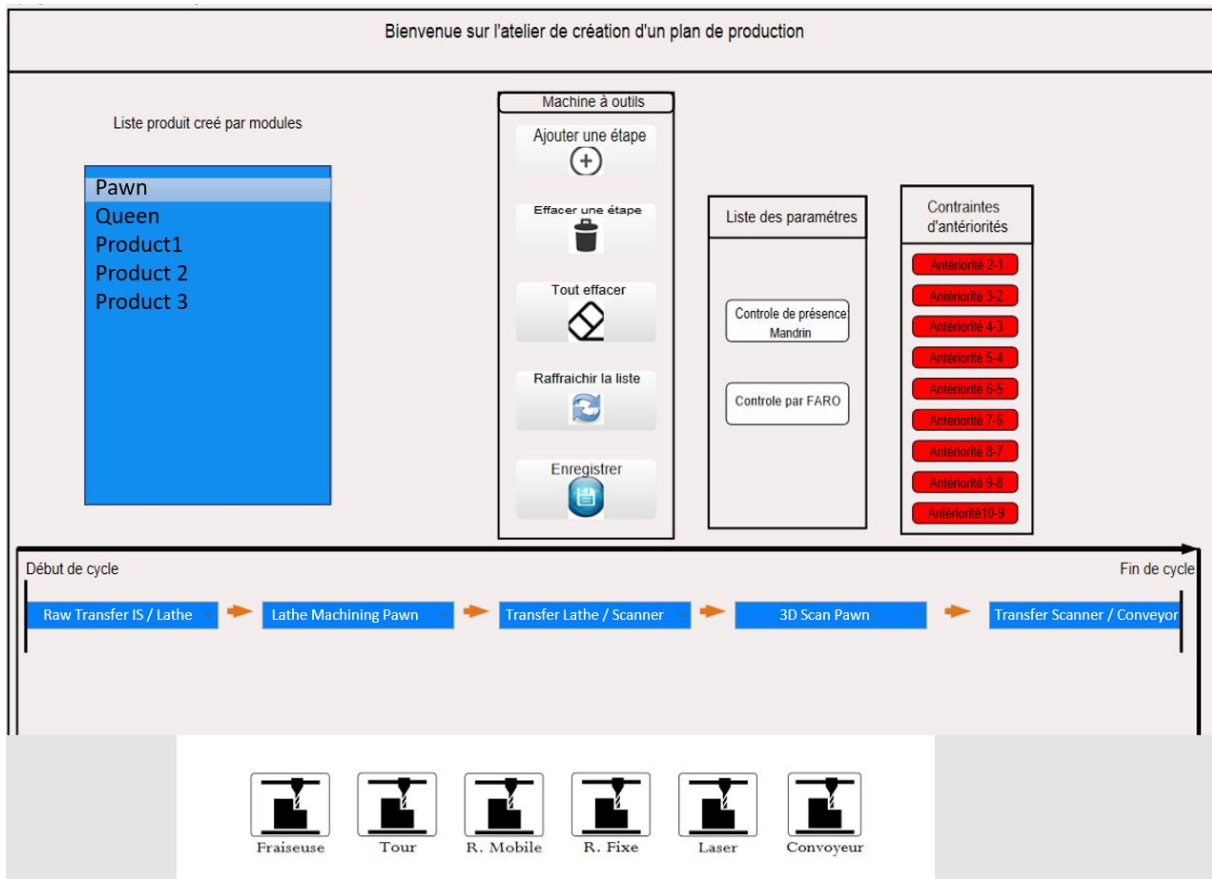 Bienvenue sur l'atelier de création d'un plan de production
Liste produit creé par modules
Pawn
Queen
Product1
Product 2
Product 3
Machine à outils
Ajouter une étape
Effacer une étape
Tout effacer
Raffraichir la liste
Enregistrer
Liste des paramétres
Controle de présence:
Mandrin
Controle par FARO
Contraintes
d'antériorités
Antériorité 2-1
Antériorité 3-2
Antériorité 4-3
Antériorité 5-4
Antériorité 6-5
Antériorité 7-6
Antériorité 8-7
Antériorité 9-8
Antériorité10-9
Début de cycle
Fin de cycle
Raw Transfer IS / Lathe
Lathe Machining Pawn
Transfer Lathe / Scanner
3D Scan Pawn
Transfer Scanner / Conveyor
Fraiseuse
Tour
R. Mobile
R. Fixe
Laser
Convoyeur